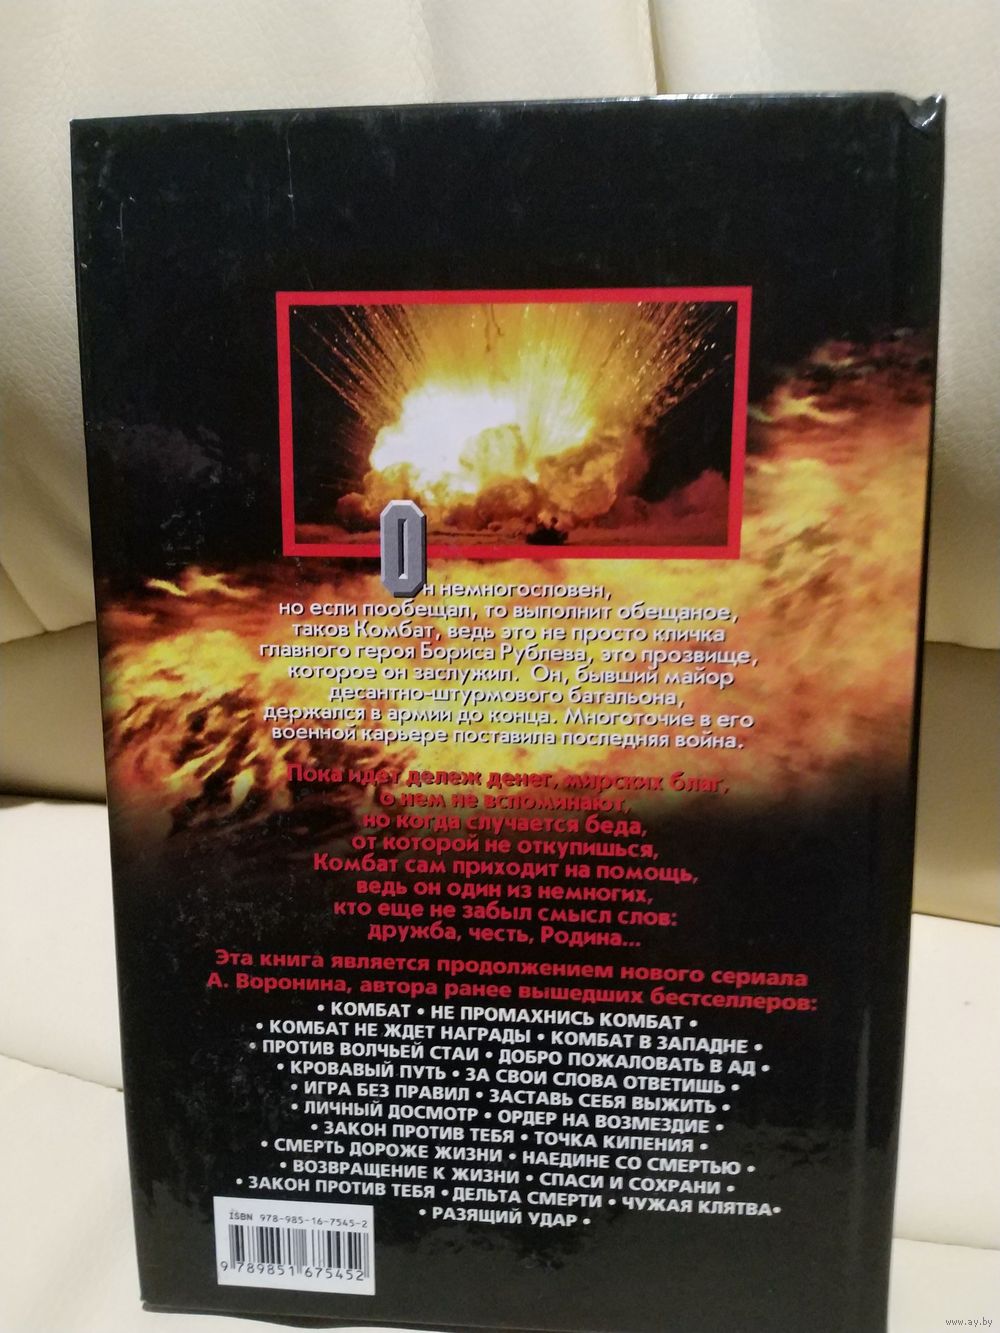 Он немногословен,
но если пообещал, то выполнит обещаное,
таков Комбат, ведь это не просто кличка
главного героя Бориса Рублева, это прозвище,
которое он заслужил. Он, бывший майор
десантно-штурмового батальона,
держался в армии до конца. Многоточие в его
военной карьере поставила последняя война.
Пока идет дележ денег, мирских благ,
о нем не вспоминают,
но когда случается беда,
от которой не откупишься,
Комбат сам приходит на помощь,
ведь он один из немногих,
кто еще не забыл смысл слов:
дружба, честь, Родина...
Эта книга является продолжением нового сериала
А. Воронина, автора ранее вышедших бестселлеров:
• КОМБАТ • НЕ ПРОМАХНИСЬ КОМБАТ •
• КОМБАТ НЕ ЖДЕТ НАГРАДЫ • КОМБАТ В ЗАПАДНЕ •
• ПРОТИВ ВОЛЧЬЕЙ СТАИ • ДОБРО ПОЖАЛОВАТЬ В АД •
• КРОВАВЫЙ ПУТЬ • ЗА СВОИ СЛОВА ОТВЕТИШЬ •
• ИГРА БЕЗ ПРАВИЛ • ЗАСТАВЬ СЕБЯ ВЫЖИТЬ •
• ЛИЧНЫЙ ДОСМОТР • ОРДЕР НА ВОЗМЕЗДИЕ •
• ЗАКОН ПРОТИВ ТЕБЯ • ТОЧКА КИПЕНИЯ •
• СМЕРТЬ ДОРОЖЕ ЖИЗНИ • НАЕДИНЕ СО СМЕРТЬЮ •
• ВОЗВРАЩЕНИЕ К ЖИЗНИ • СПАСИ И СОХРАНИ •
• ЗАКОН ПРОТИВ ТЕБЯ • ДЕЛЬТА СМЕРТИ • ЧУЖАЯ КЛЯТВА•
• РАЗЯЩИЙ УДАР •
ISBN 978-985-16-7545-2
9 789851 675452
www.ay.by